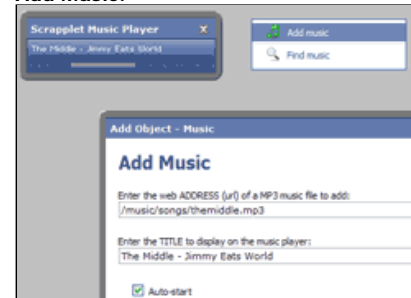 Add Music:
Scrapplet Music Player X
The Middle - Jimmy Eats World
Add music
Find music
Add Object - Music
Add Music
Enter the web ADDRESS (url) of a MP3 music file to add:
/music/songs/themiddle.mp3
Enter the TITLE to display on the music player:
The Middle - Jimmy Eats World
Auto-start